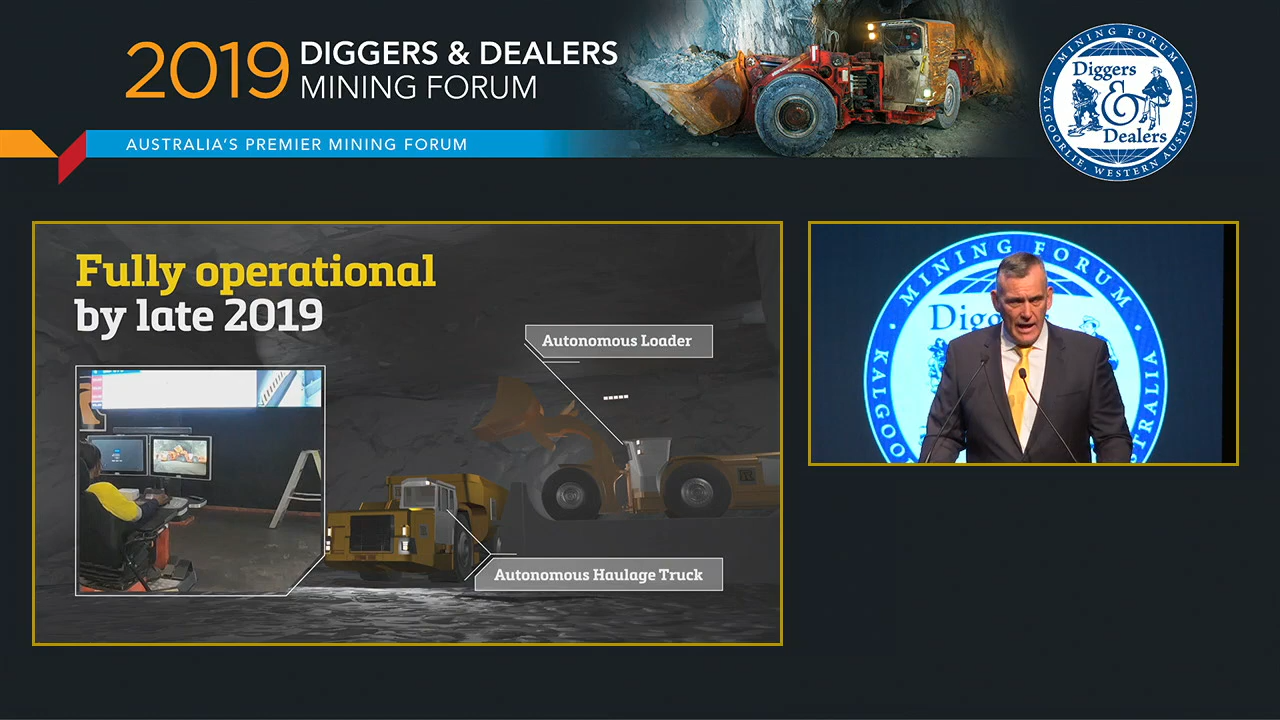 2019 DIGGERS & DEALERS
MINING FORUM
AUSTRALIA'S PREMIER MINING FORUM
· MINING FORUM ·
Diggers
&
Dealers
KALGOORLIE, WESTERN AUSTRALIA
Fully operational
by late 2019
Autonomous Loader
Autonomous Haulage Truck
MINING FORUM
Digg
KALGOO
STRALIA